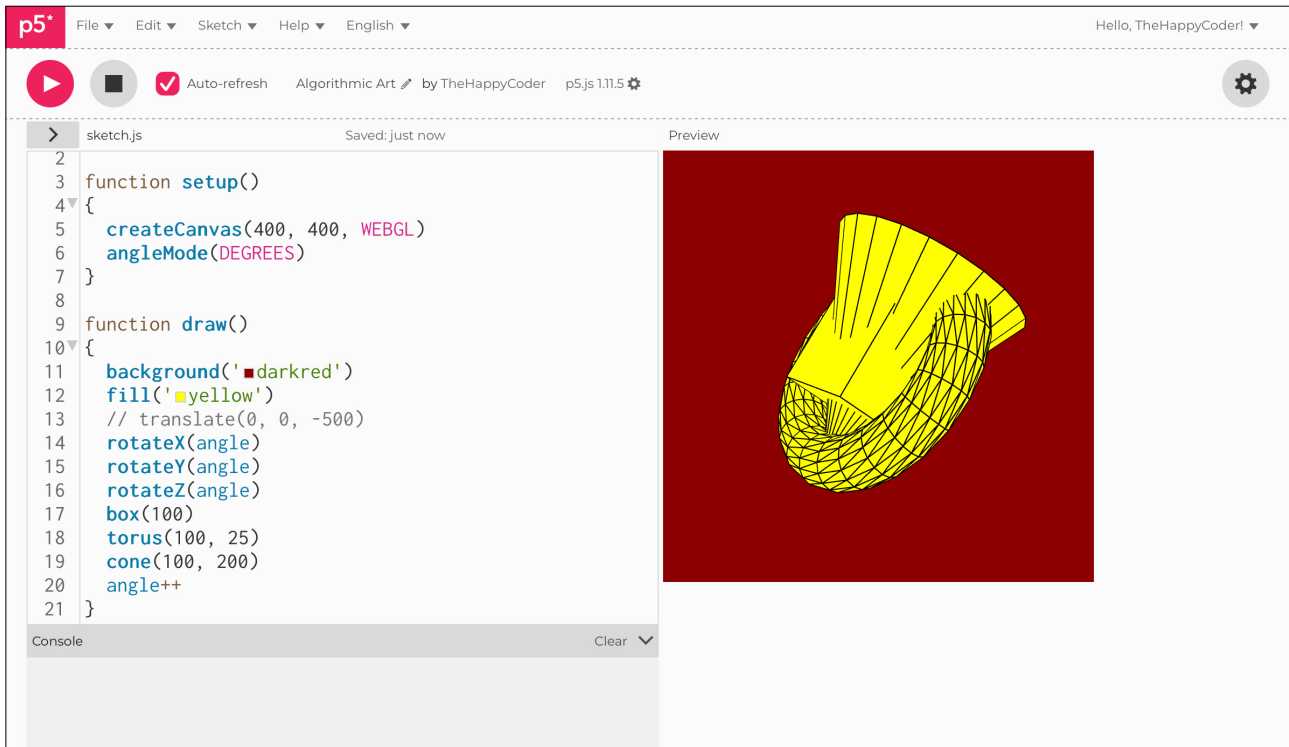 p5* File Edit Sketch Help English Hello, TheHappyCoder!
Auto-refresh Algorithmic Art by TheHappyCoder p5.js 1.11.5
sketch.js Saved: just now Preview
2
3 function setup()
4 {
5 createCanvas(400, 400, WEBGL)
6 angleMode(DEGREES)
7 }
8
9 function draw()
10 {
11 background('darkred')
12 fill('yellow')
13 // translate(0, 0, -500)
14 rotateX(angle)
15 rotateY(angle)
16 rotateZ(angle)
17 box(100)
18 torus(100, 25)
19 cone(100, 200)
20 angle++
21 }
Console Clear